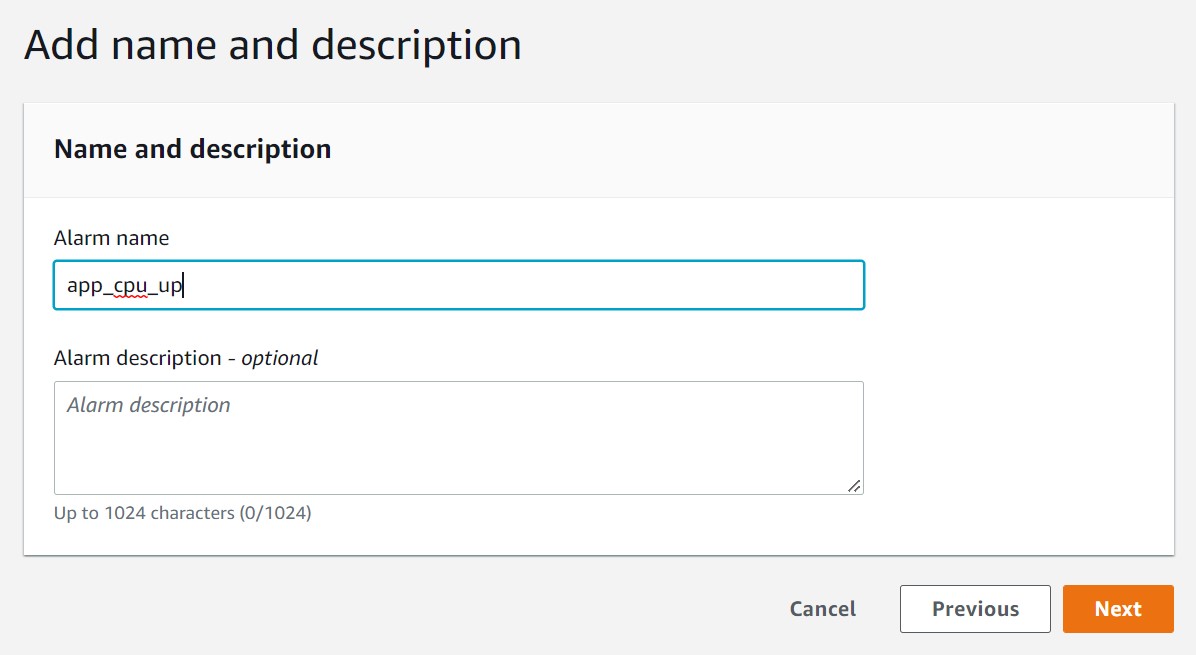 Add name and description
Name and description
Alarm name
app_cpu_up
Alarm description - optional
Alarm description
Up to 1024 characters (0/1024)
Cancel
Previous
Next